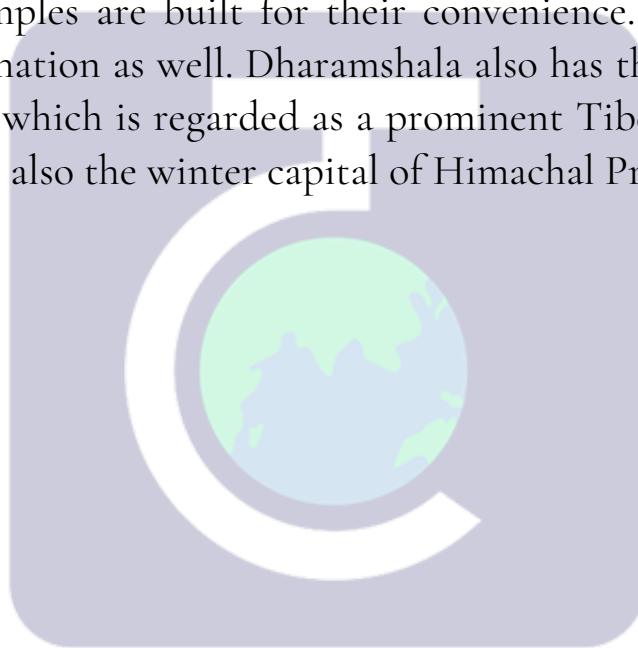 mples are built for their convenience.
nation as well. Dharamshala also has th
which is regarded as a prominent Tib
also the winter capital of Himachal Pr